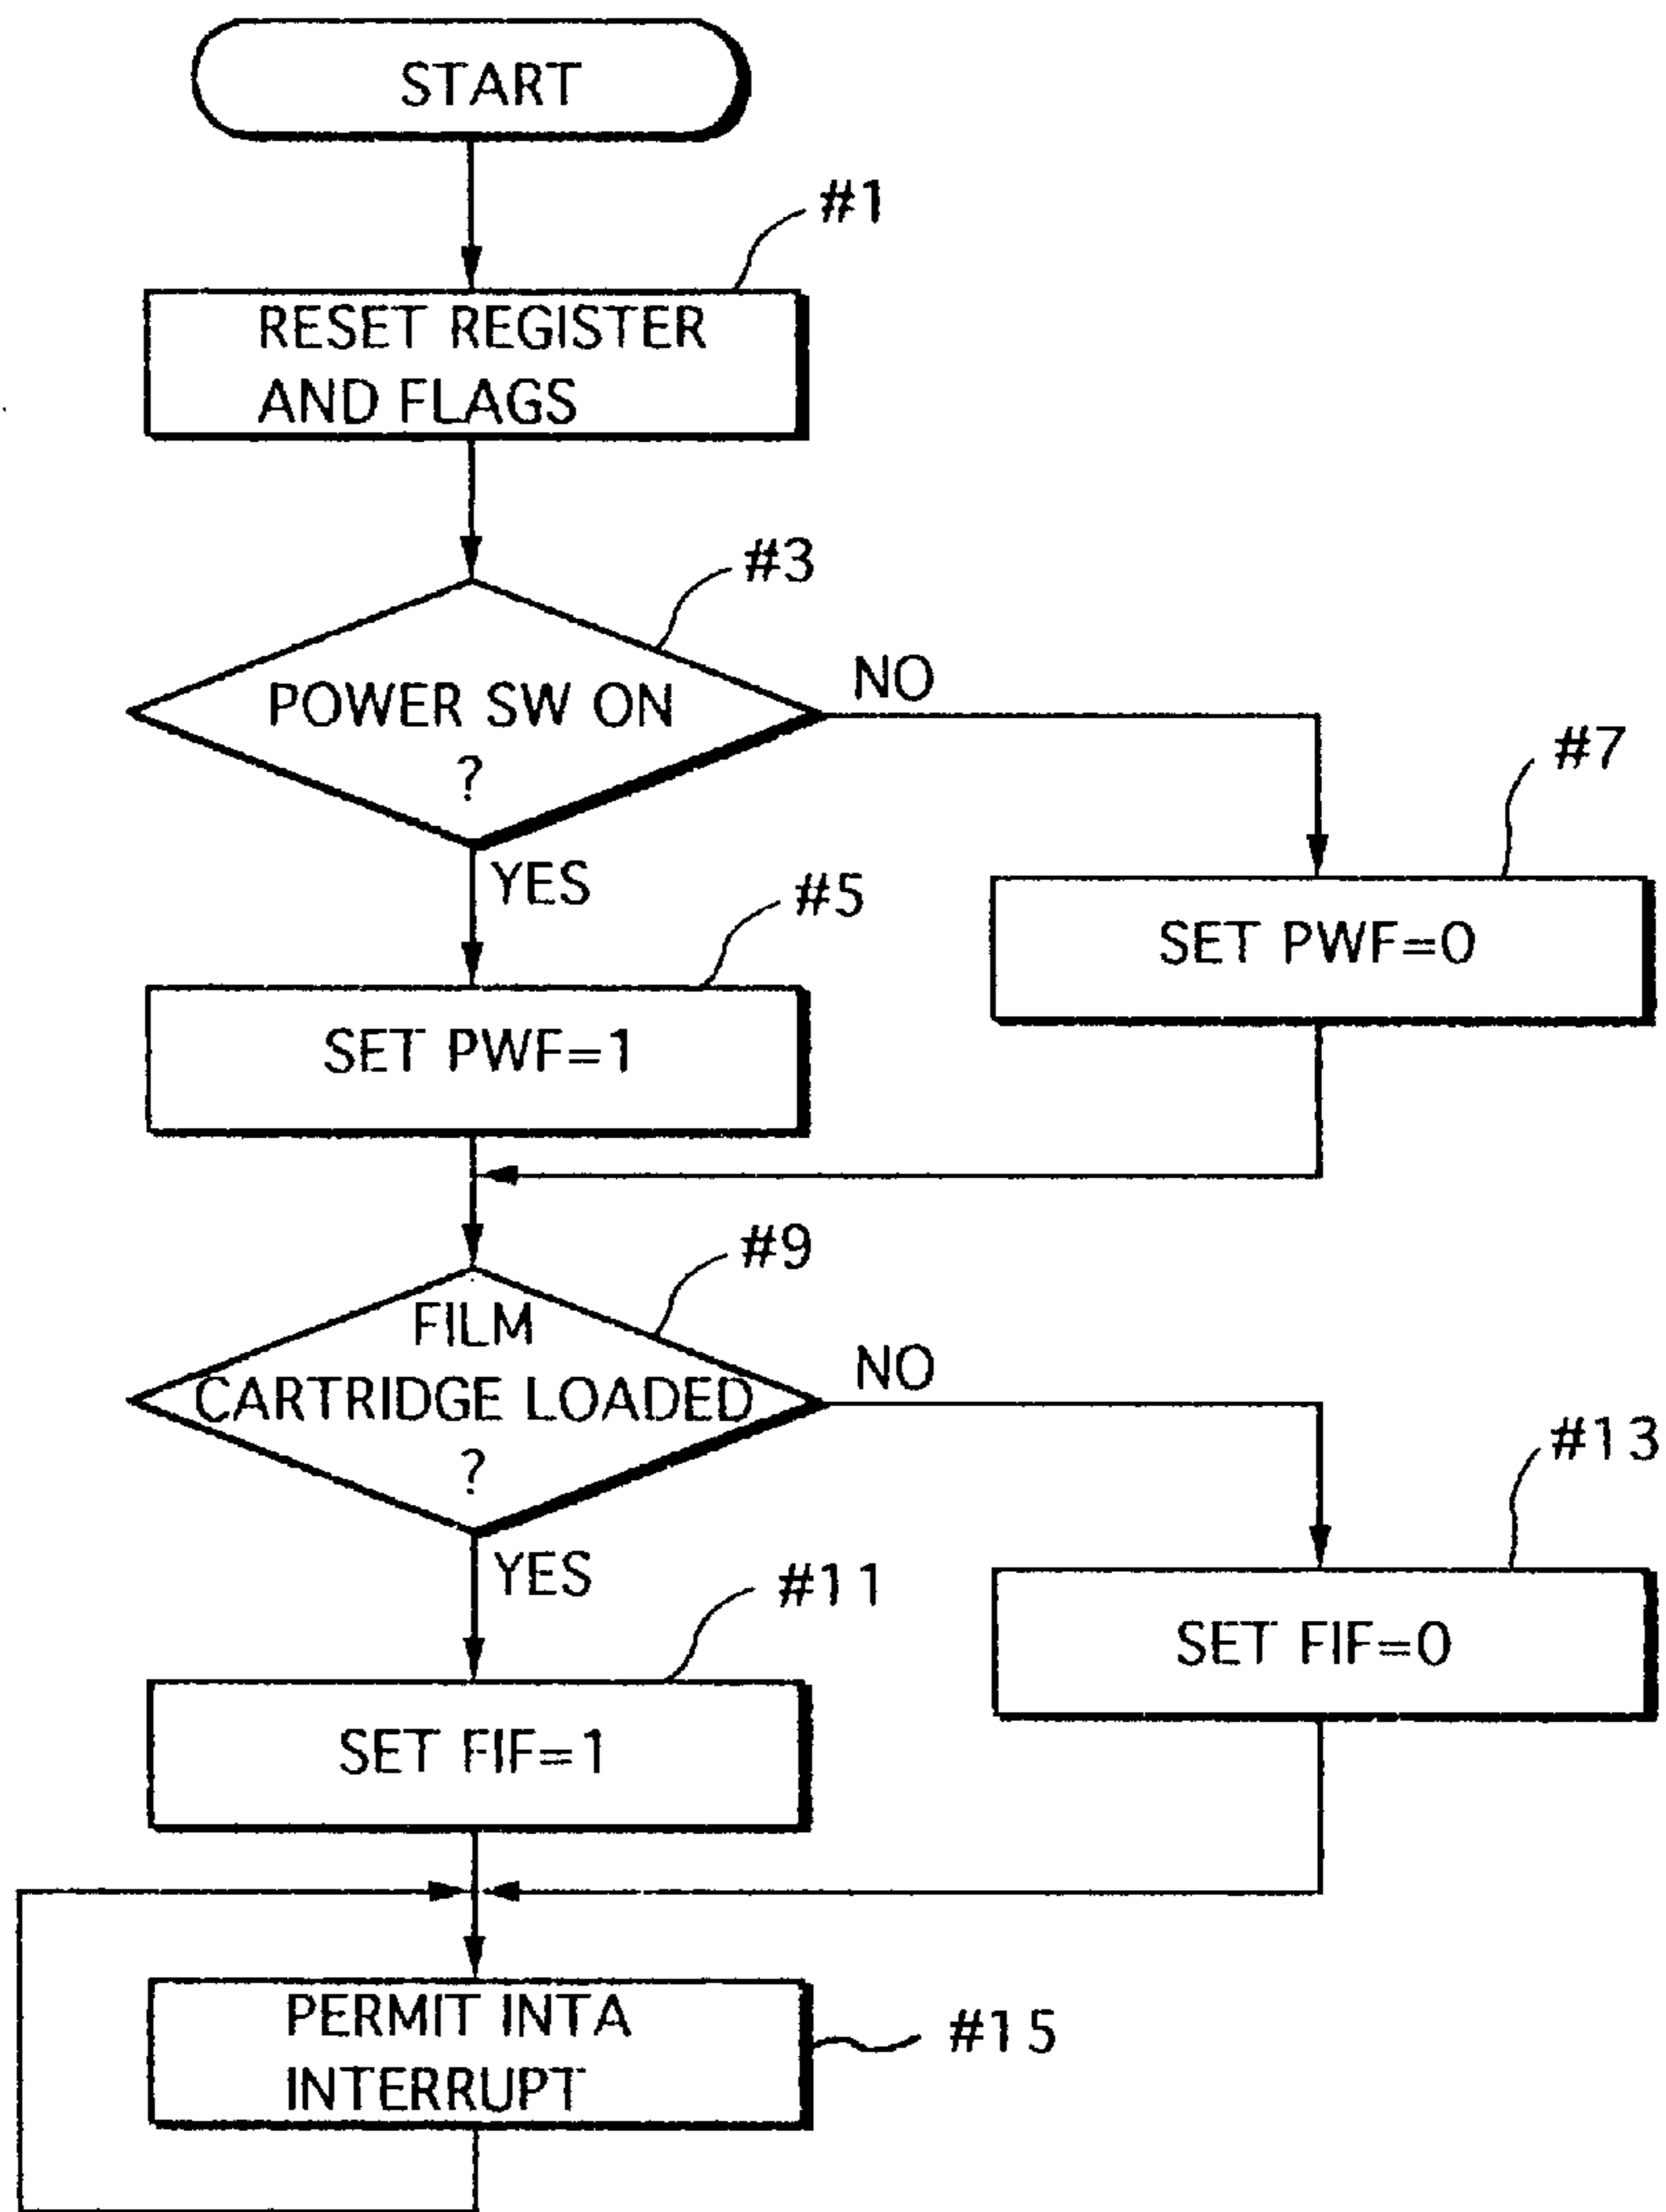 START
#1
RESET REGISTER
AND FLAGS
#3
POWER SW ON
?
NO
YES
#7
SET PWF=0
#5
SET PWF=1
#9
FILM
CARTRIDGE LOADED
?
NO
YES
#13
SET FIF=0
#11
SET FIF=1
PERMIT INTA
INTERRUPT
#15